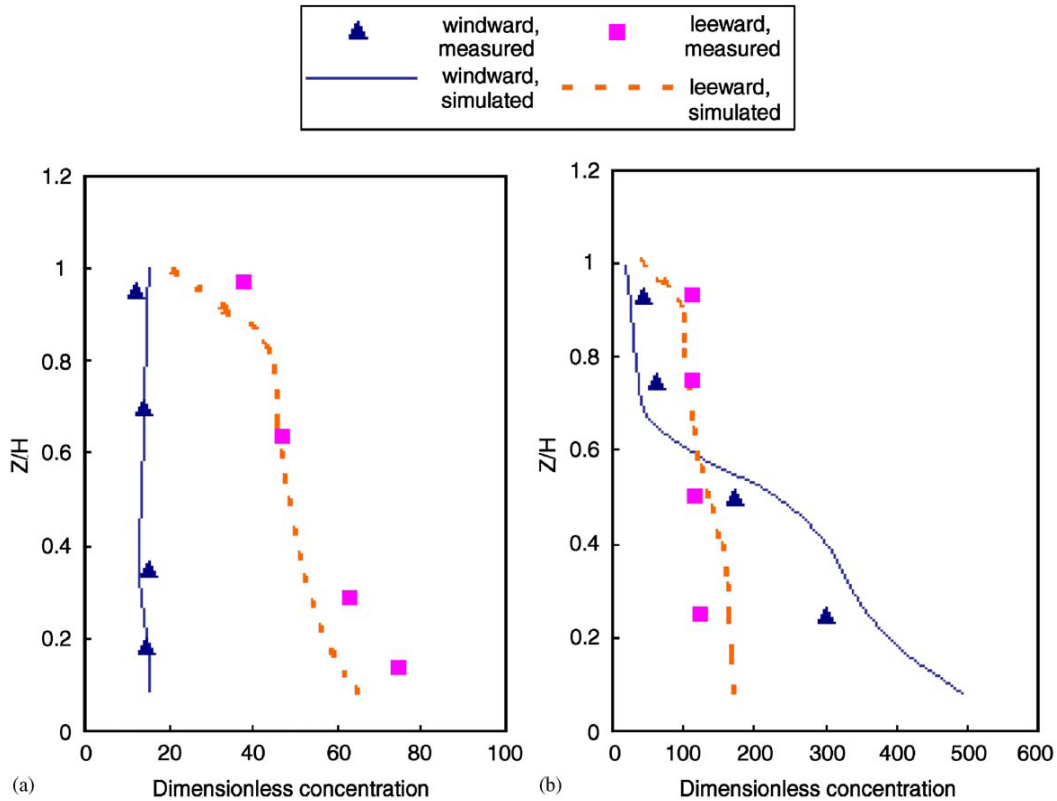 windward,
measured
leeward,
measured
windward,
simulated
leeward,
simulated
1.2
1
0.8
0.6
0.4
0.2
0
Z/H
0 20 40 60 80 100
(a)
Dimensionless concentration
1.2
1
0.8
0.6
0.4
0.2
0
Z/H
0 100 200 300 400 500 600
(b)
Dimensionless concentration